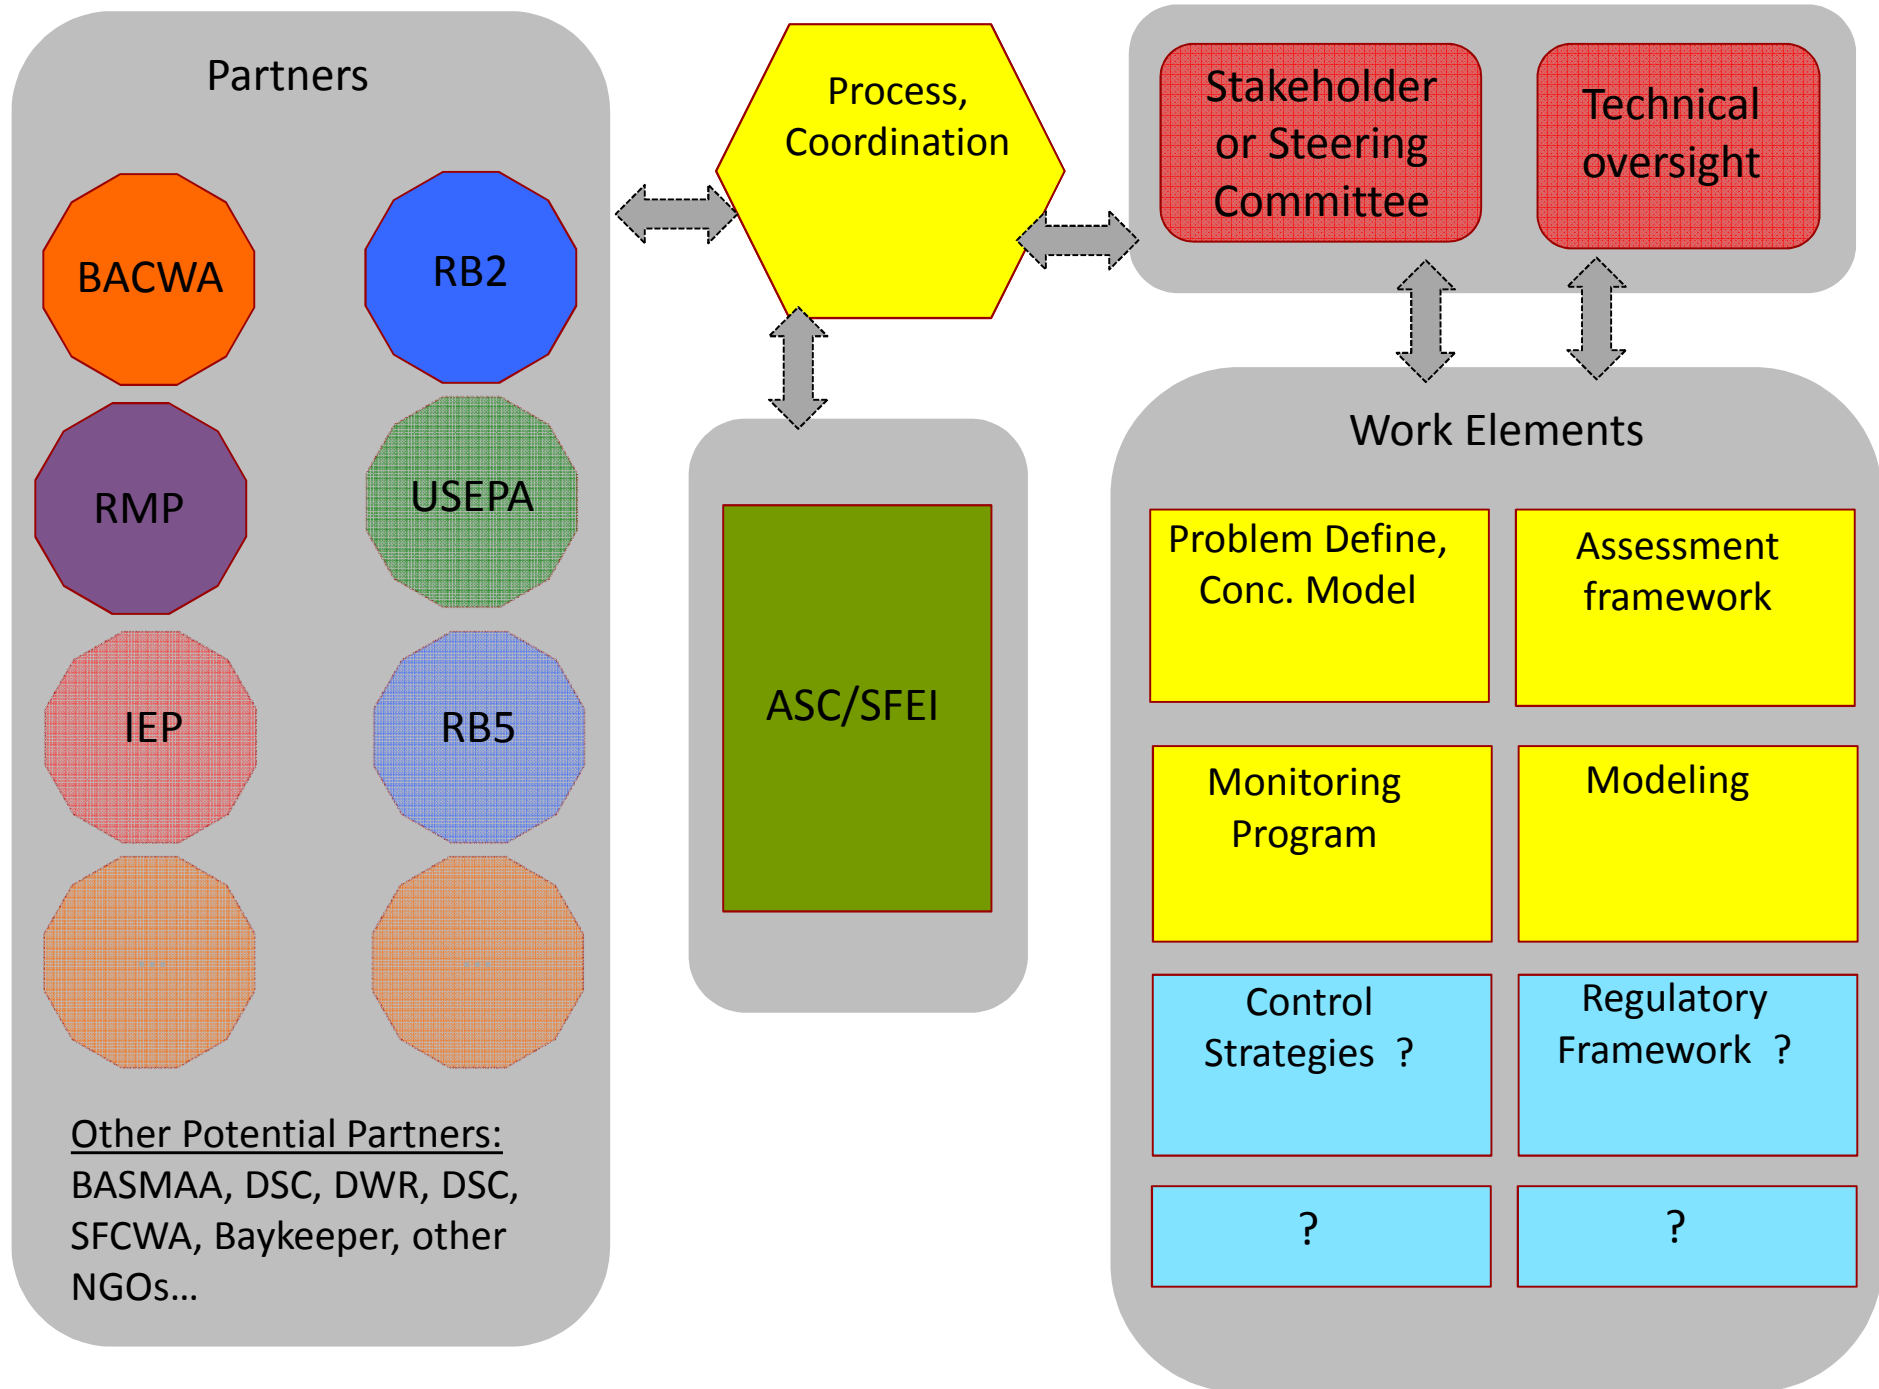 Partners
BACWA
RB2
RMP
USEPA
IEP
RB5
...
...
Other Potential Partners:
BASMAA, DSC, DWR, DSC,
SFCWA, Baykeeper, other
NGOs...
Process,
Coordination
ASC/SFEI
Stakeholder
or Steering
Committee
Technical
oversight
Work Elements
Problem Define,
Conc. Model
Assessment
framework
Monitoring
Program
Modeling
Control
Strategies ?
Regulatory
Framework ?
?
?